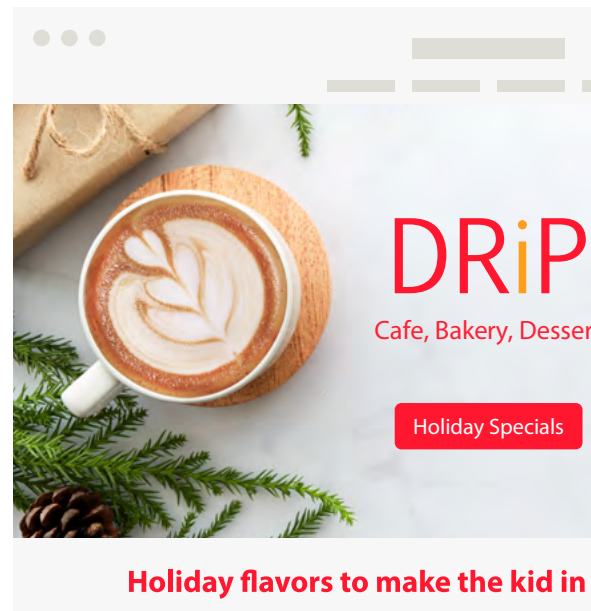 DRiP
Cafe, Bakery, Desser
Holiday Specials
Holiday flavors to make the kid in